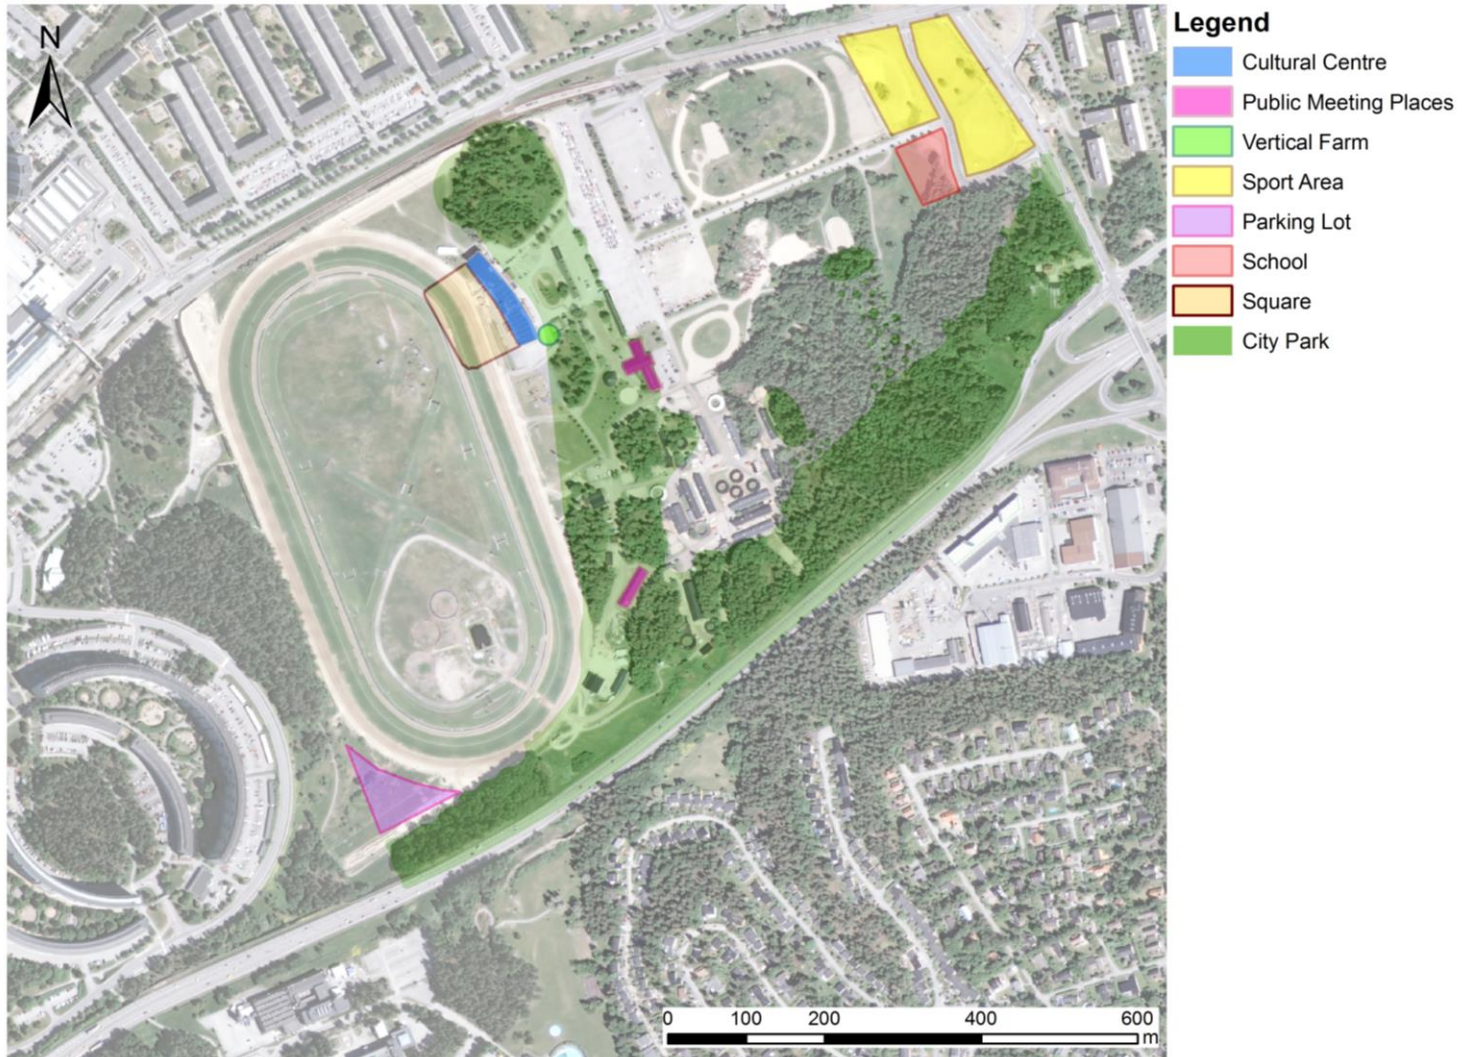 N
Legend
Cultural Centre
Public Meeting Places
Vertical Farm
Sport Area
Parking Lot
School
Square
City Park
0 100 200 400 600
m